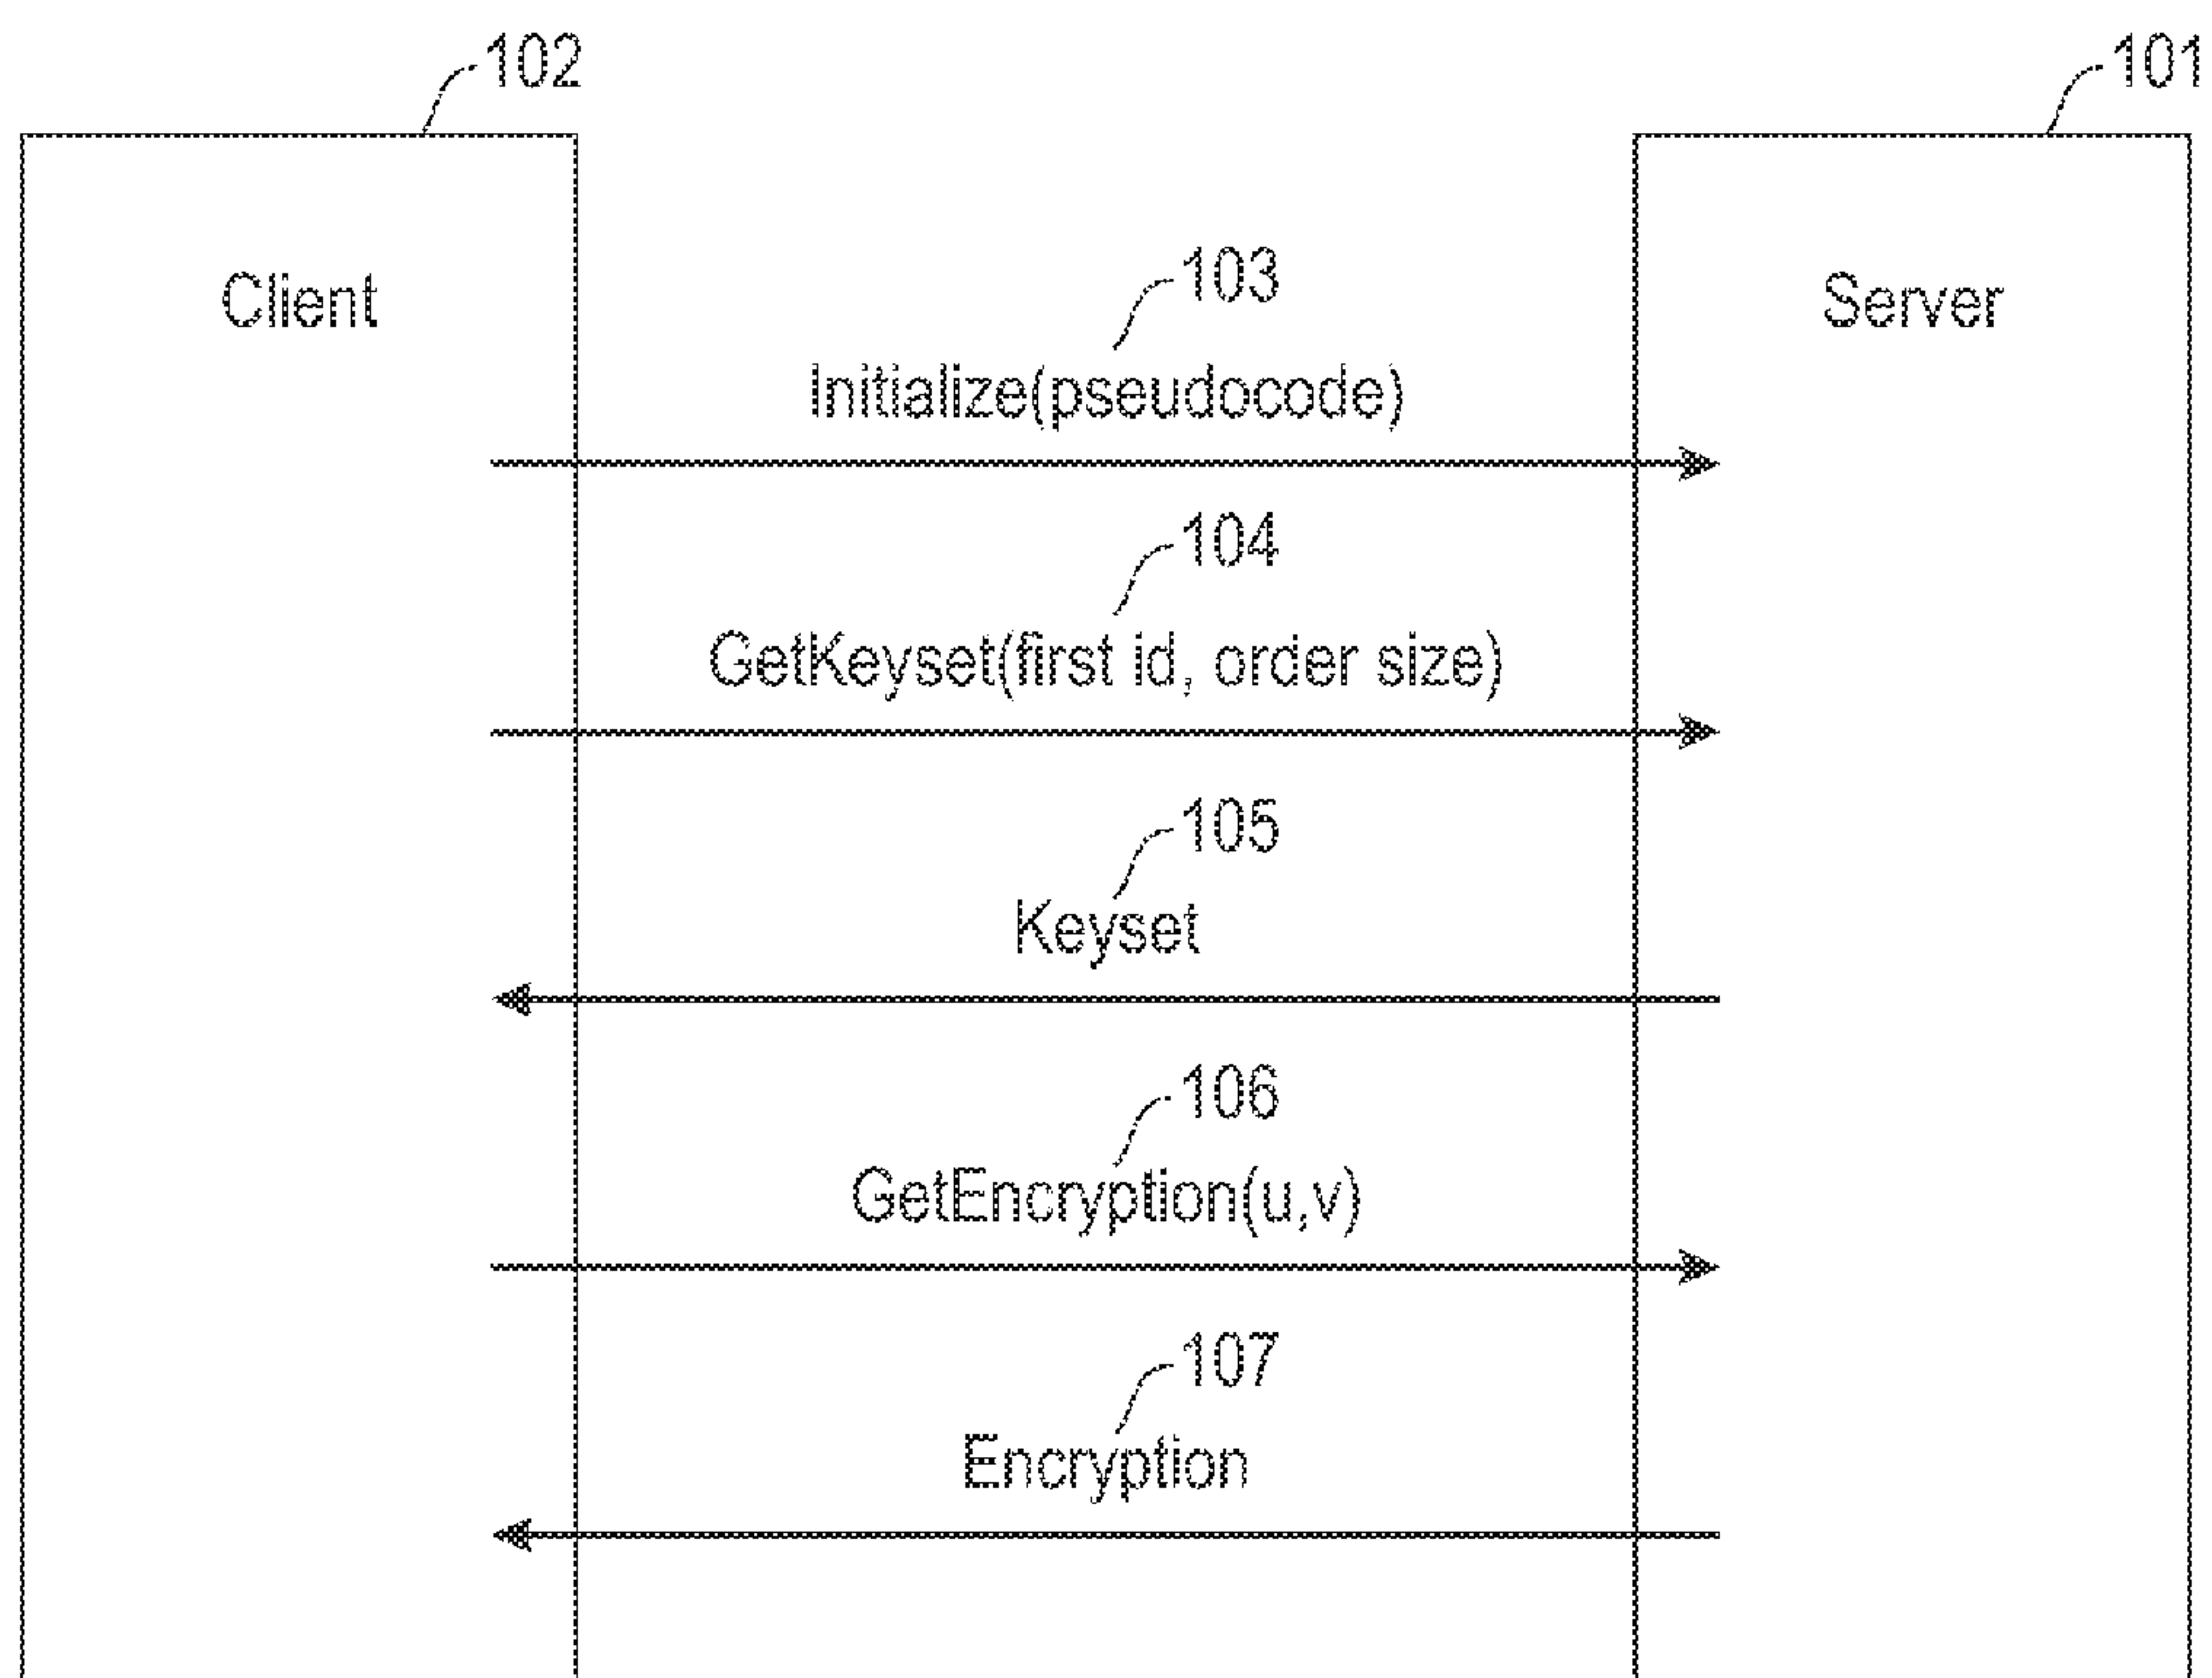 102
101
Client
Server
103
Initialize(pseudocode)
104
GetKeyset(first id, order size)
105
Keyset
106
GetEncryption(u,v)
107
Encryption